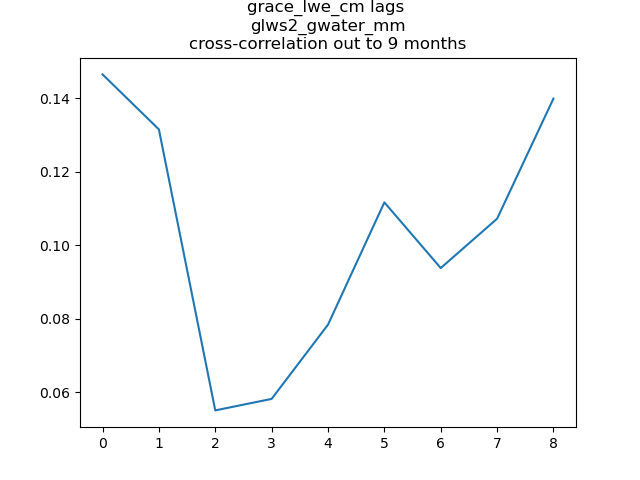 grace_lwe_cm lags
glws2_gwater_mm
cross-correlation out to 9 months
0.14
0.12
0.10
0.08
0.06
0 1 2 3 4 5 6 7 8